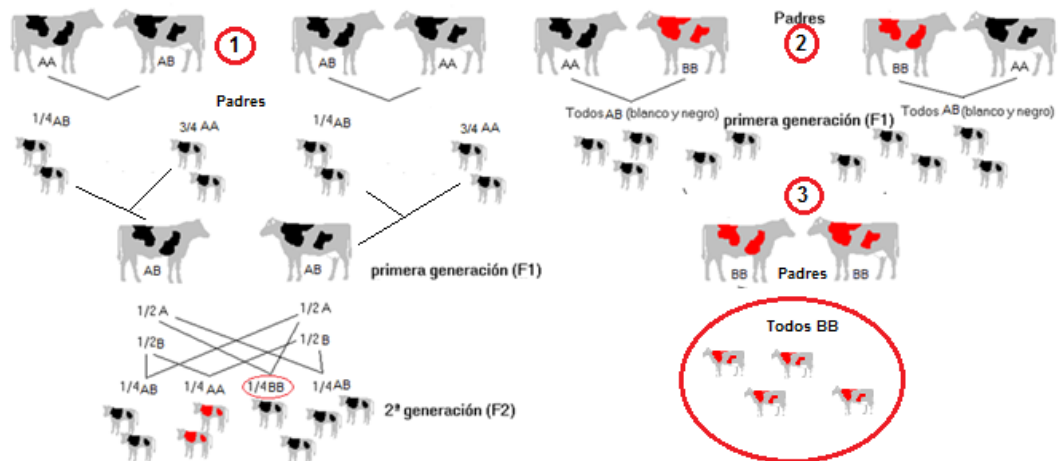 1
AA
AB
AB
AA
Padres
1/4 AB
3/4 AA
1/4 AB
3/4 AA
AB
AB
primera generación (F1)
1/2 A
1/2 A
1/2B
1/2 B
1/4 AB
1/4 AA
1/4 BB
1/4 AB
2ª generación (F2)
Padres
2
AA
BB
BB
AA
Todos AB (blanco y negro)
primera generación (F1)
Todos AB (blanco y negro)
3
BB
Padres
BB
Todos BB